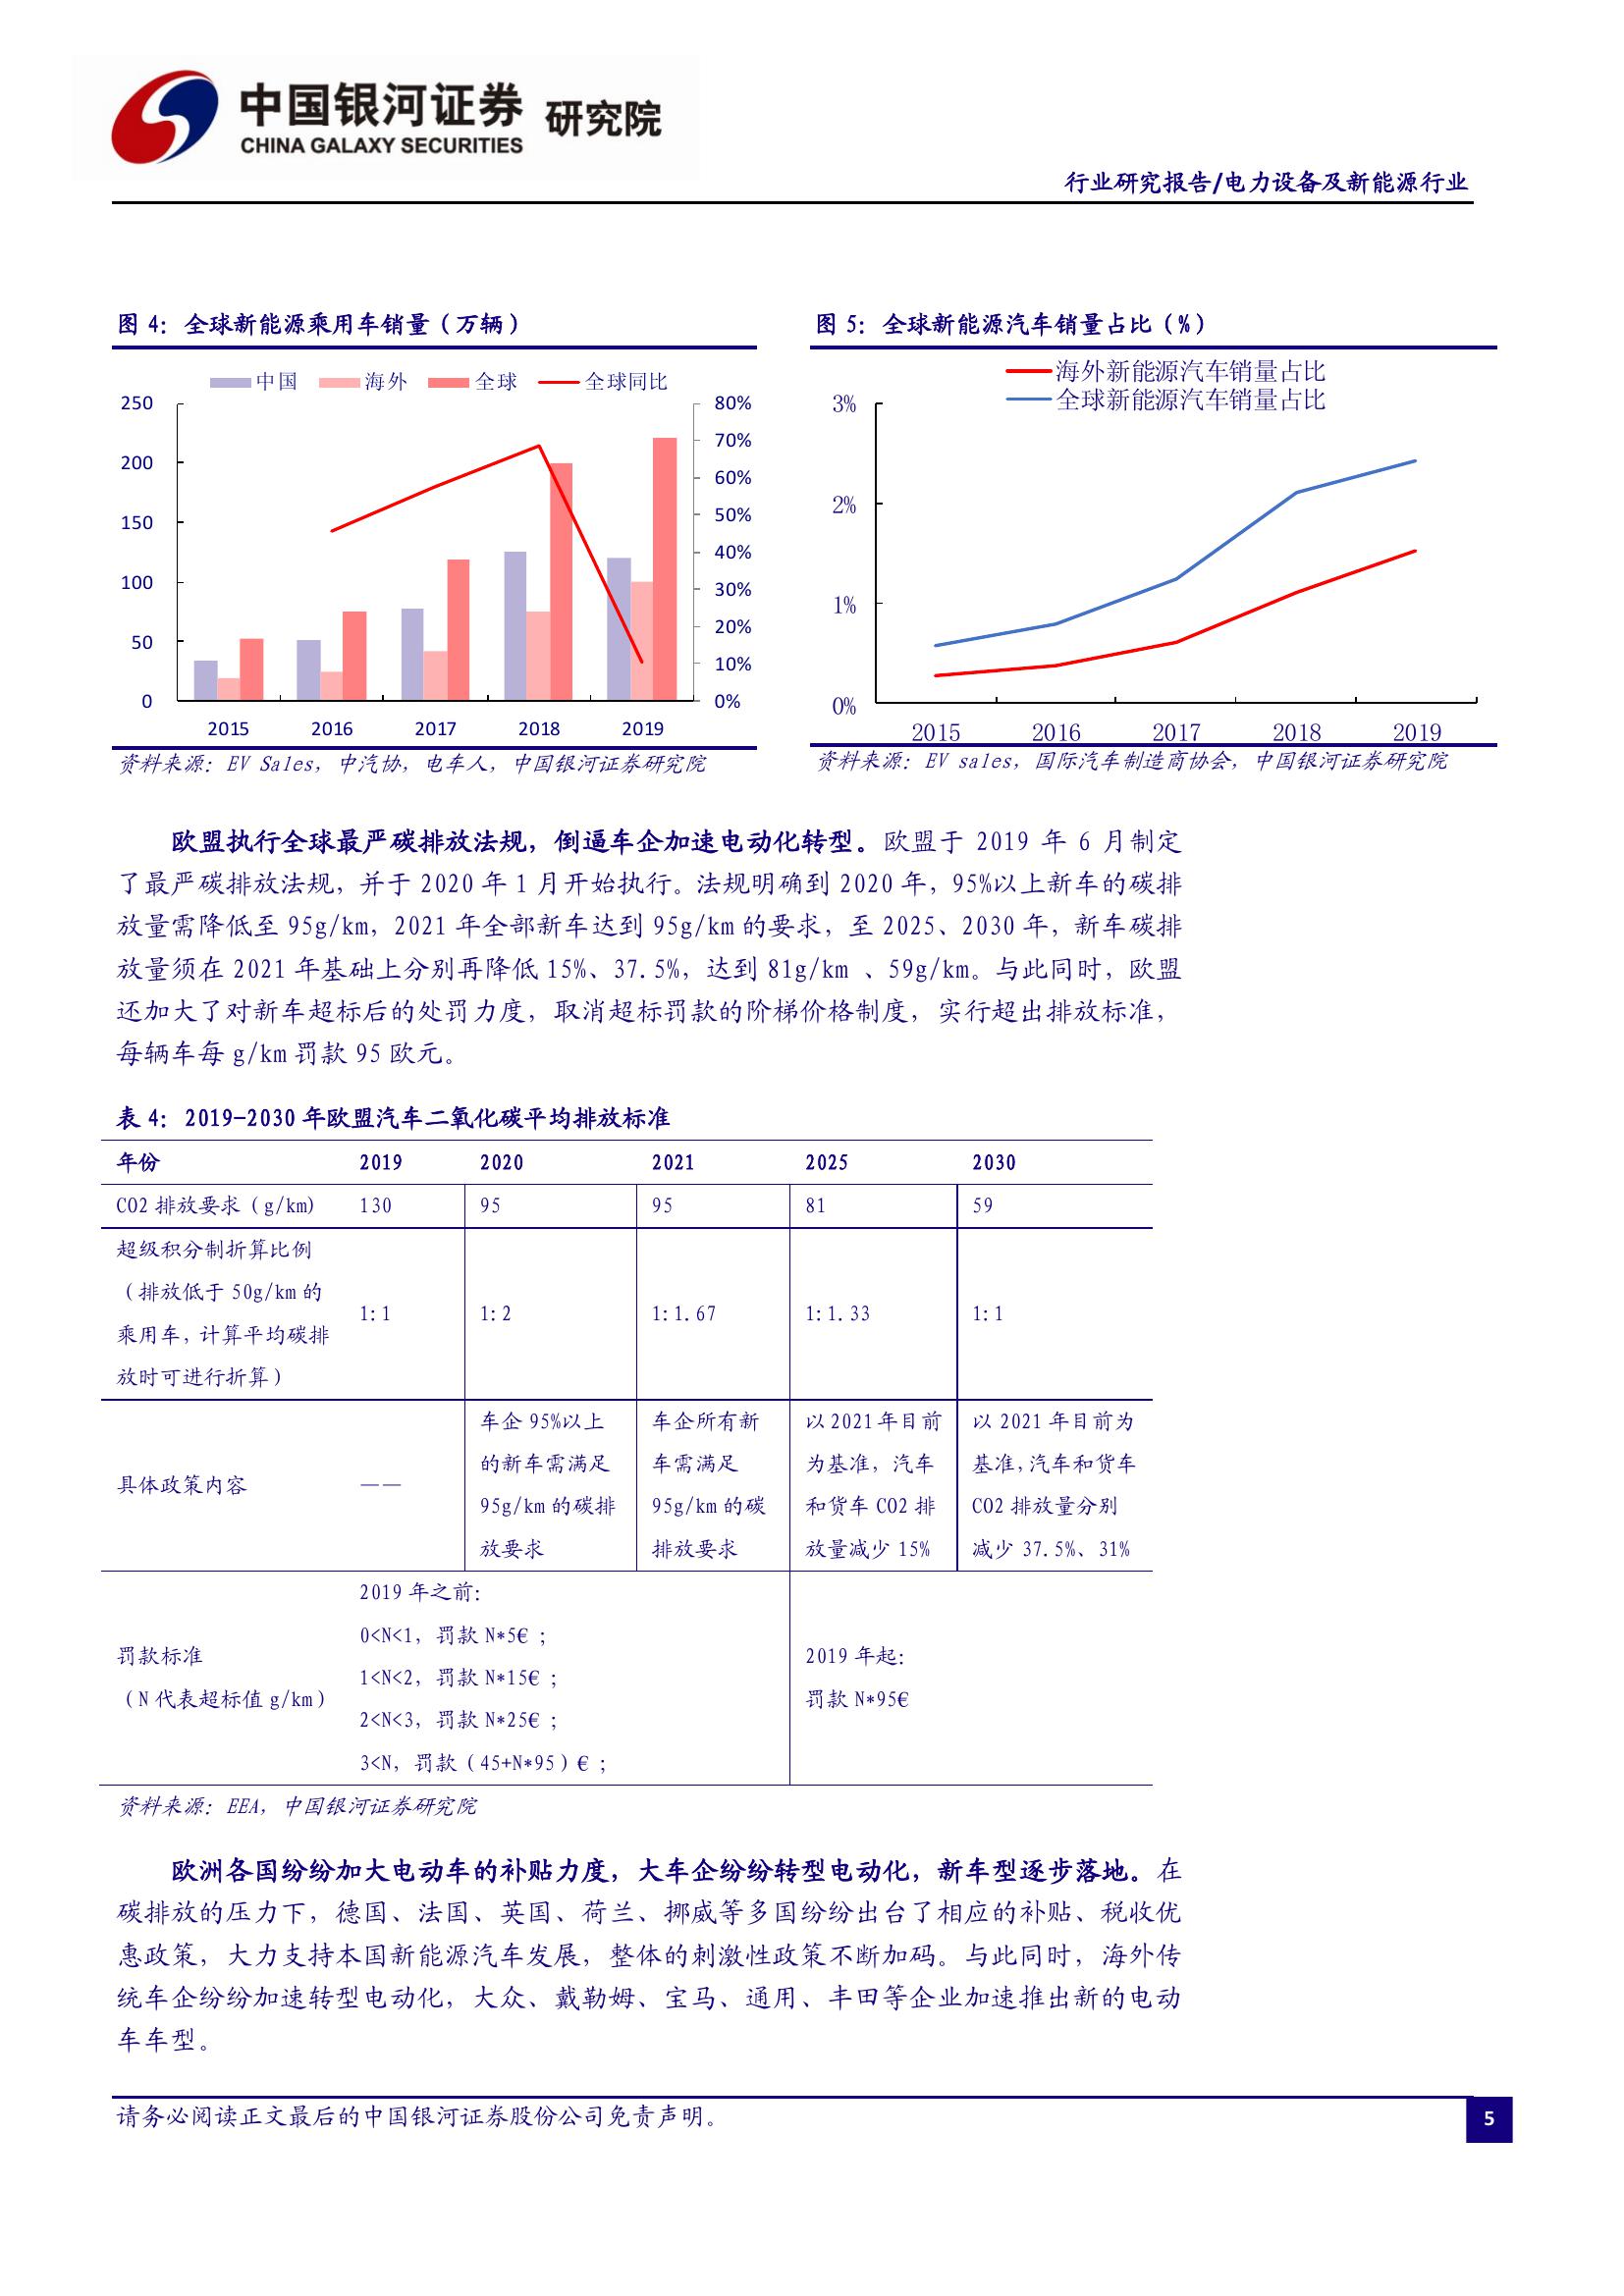 中国银河证券 研究院
CHINA GALAXY SECURITIES
行业研究报告/电力设备及新能源行业
图 4：全球新能源乘用车销量（万辆）
中国 海外 全球 全球同比
250 80%
70%
200 60%
150 50%
40%
100 30%
50 20%
10%
0 0%
2015 2016 2017 2018 2019
资料来源：EV Sales，中汽协，电车人，中国银河证券研究院
图 5：全球新能源汽车销量占比（%）
海外新能源汽车销量占比
全球新能源汽车销量占比
3%
2%
1%
0%
2015 2016 2017 2018 2019
资料来源：EV sales，国际汽车制造商协会，中国银河证券研究院
欧盟执行全球最严碳排放法规，倒逼车企加速电动化转型。欧盟于 2019 年 6 月制定
了最严碳排放法规，并于 2020 年 1 月开始执行。法规明确到 2020 年，95%以上新车的碳排
放量需降低至 95g/km，2021 年全部新车达到 95g/km 的要求，至 2025、2030 年，新车碳排
放量须在 2021 年基础上分别再降低 15%、37.5%，达到 81g/km 、59g/km。与此同时，欧盟
还加大了对新车超标后的处罚力度，取消超标罚款的阶梯价格制度，实行超出排放标准，
每辆车每 g/km 罚款 95 欧元。
表 4：2019-2030 年欧盟汽车二氧化碳平均排放标准
年份 2019 2020 2021 2025 2030
CO2 排放要求（g/km) 130 95 95 81 59
超级积分制折算比例
（排放低于 50g/km 的
乘用车，计算平均碳排
放时可进行折算）
1:1 1:2 1:1.67 1:1.33 1:1
具体政策内容
——
车企 95%以上
的新车需满足
95g/km 的碳排
放要求
车企所有新
车需满足
95g/km 的碳
排放要求
以 2021 年目前
为基准，汽车
和货车 CO2 排
放量减少 15%
以 2021 年目前为
基准，汽车和货车
CO2 排放量分别
减少 37.5%、31%
罚款标准
（N 代表超标值 g/km）
2019 年之前：
0<N<1，罚款 N*5€；
1<N<2，罚款 N*15€；
2<N<3，罚款 N*25€；
3<N，罚款（45+N*95）€；
2019 年起：
罚款 N*95€
资料来源：EEA，中国银河证券研究院
欧洲各国纷纷加大电动车的补贴力度，大车企纷纷转型电动化，新车型逐步落地。在
碳排放的压力下，德国、法国、英国、荷兰、挪威等多国纷纷出台了相应的补贴、税收优
惠政策，大力支持本国新能源汽车发展，整体的刺激性政策不断加码。与此同时，海外传
统车企纷纷加速转型电动化，大众、戴勒姆、宝马、通用、丰田等企业加速推出新的电动
车车型。
请务必阅读正文最后的中国银河证券股份公司免责声明。
5